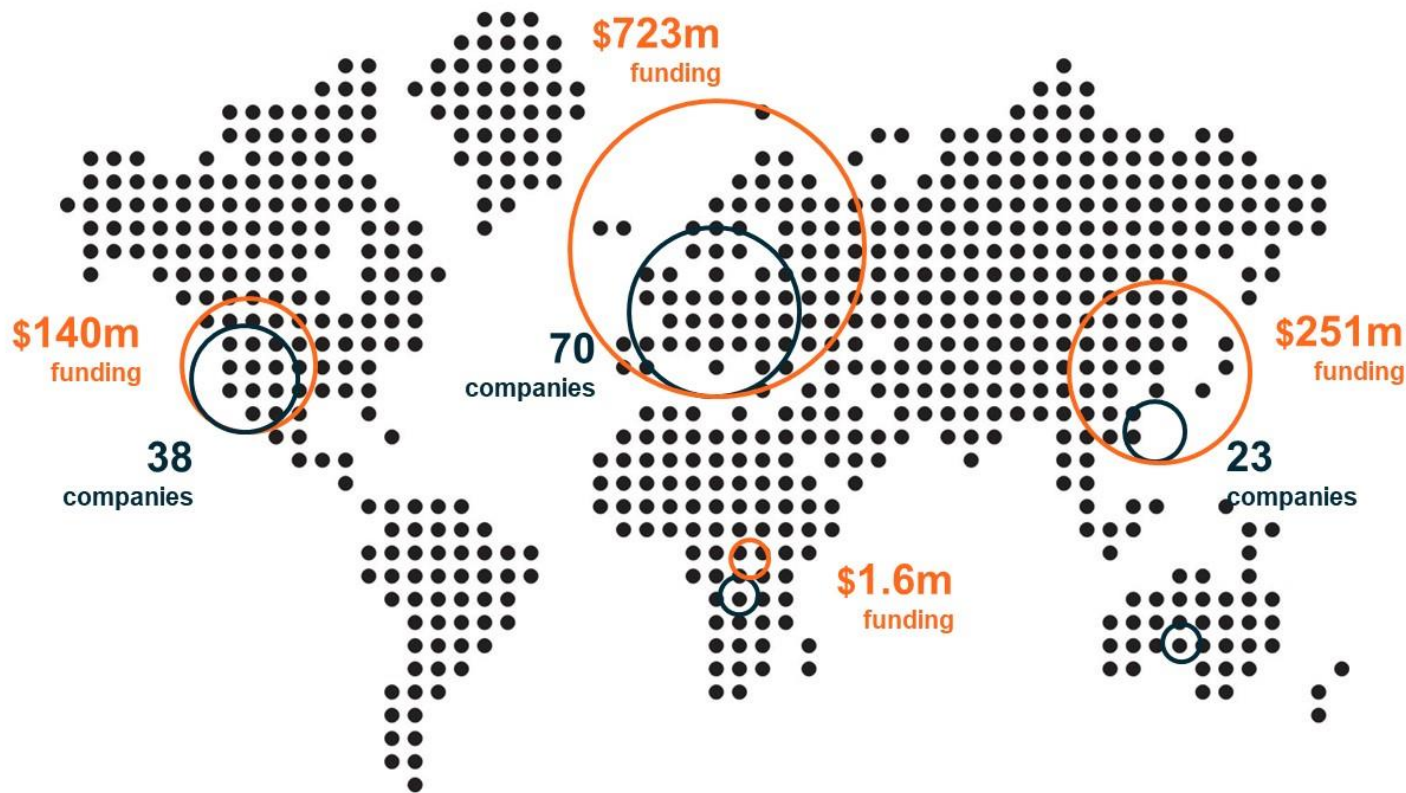 $723m
funding
$140m
funding
38
companies
70
companies
$251m
funding
23
companies
$1.6m
funding